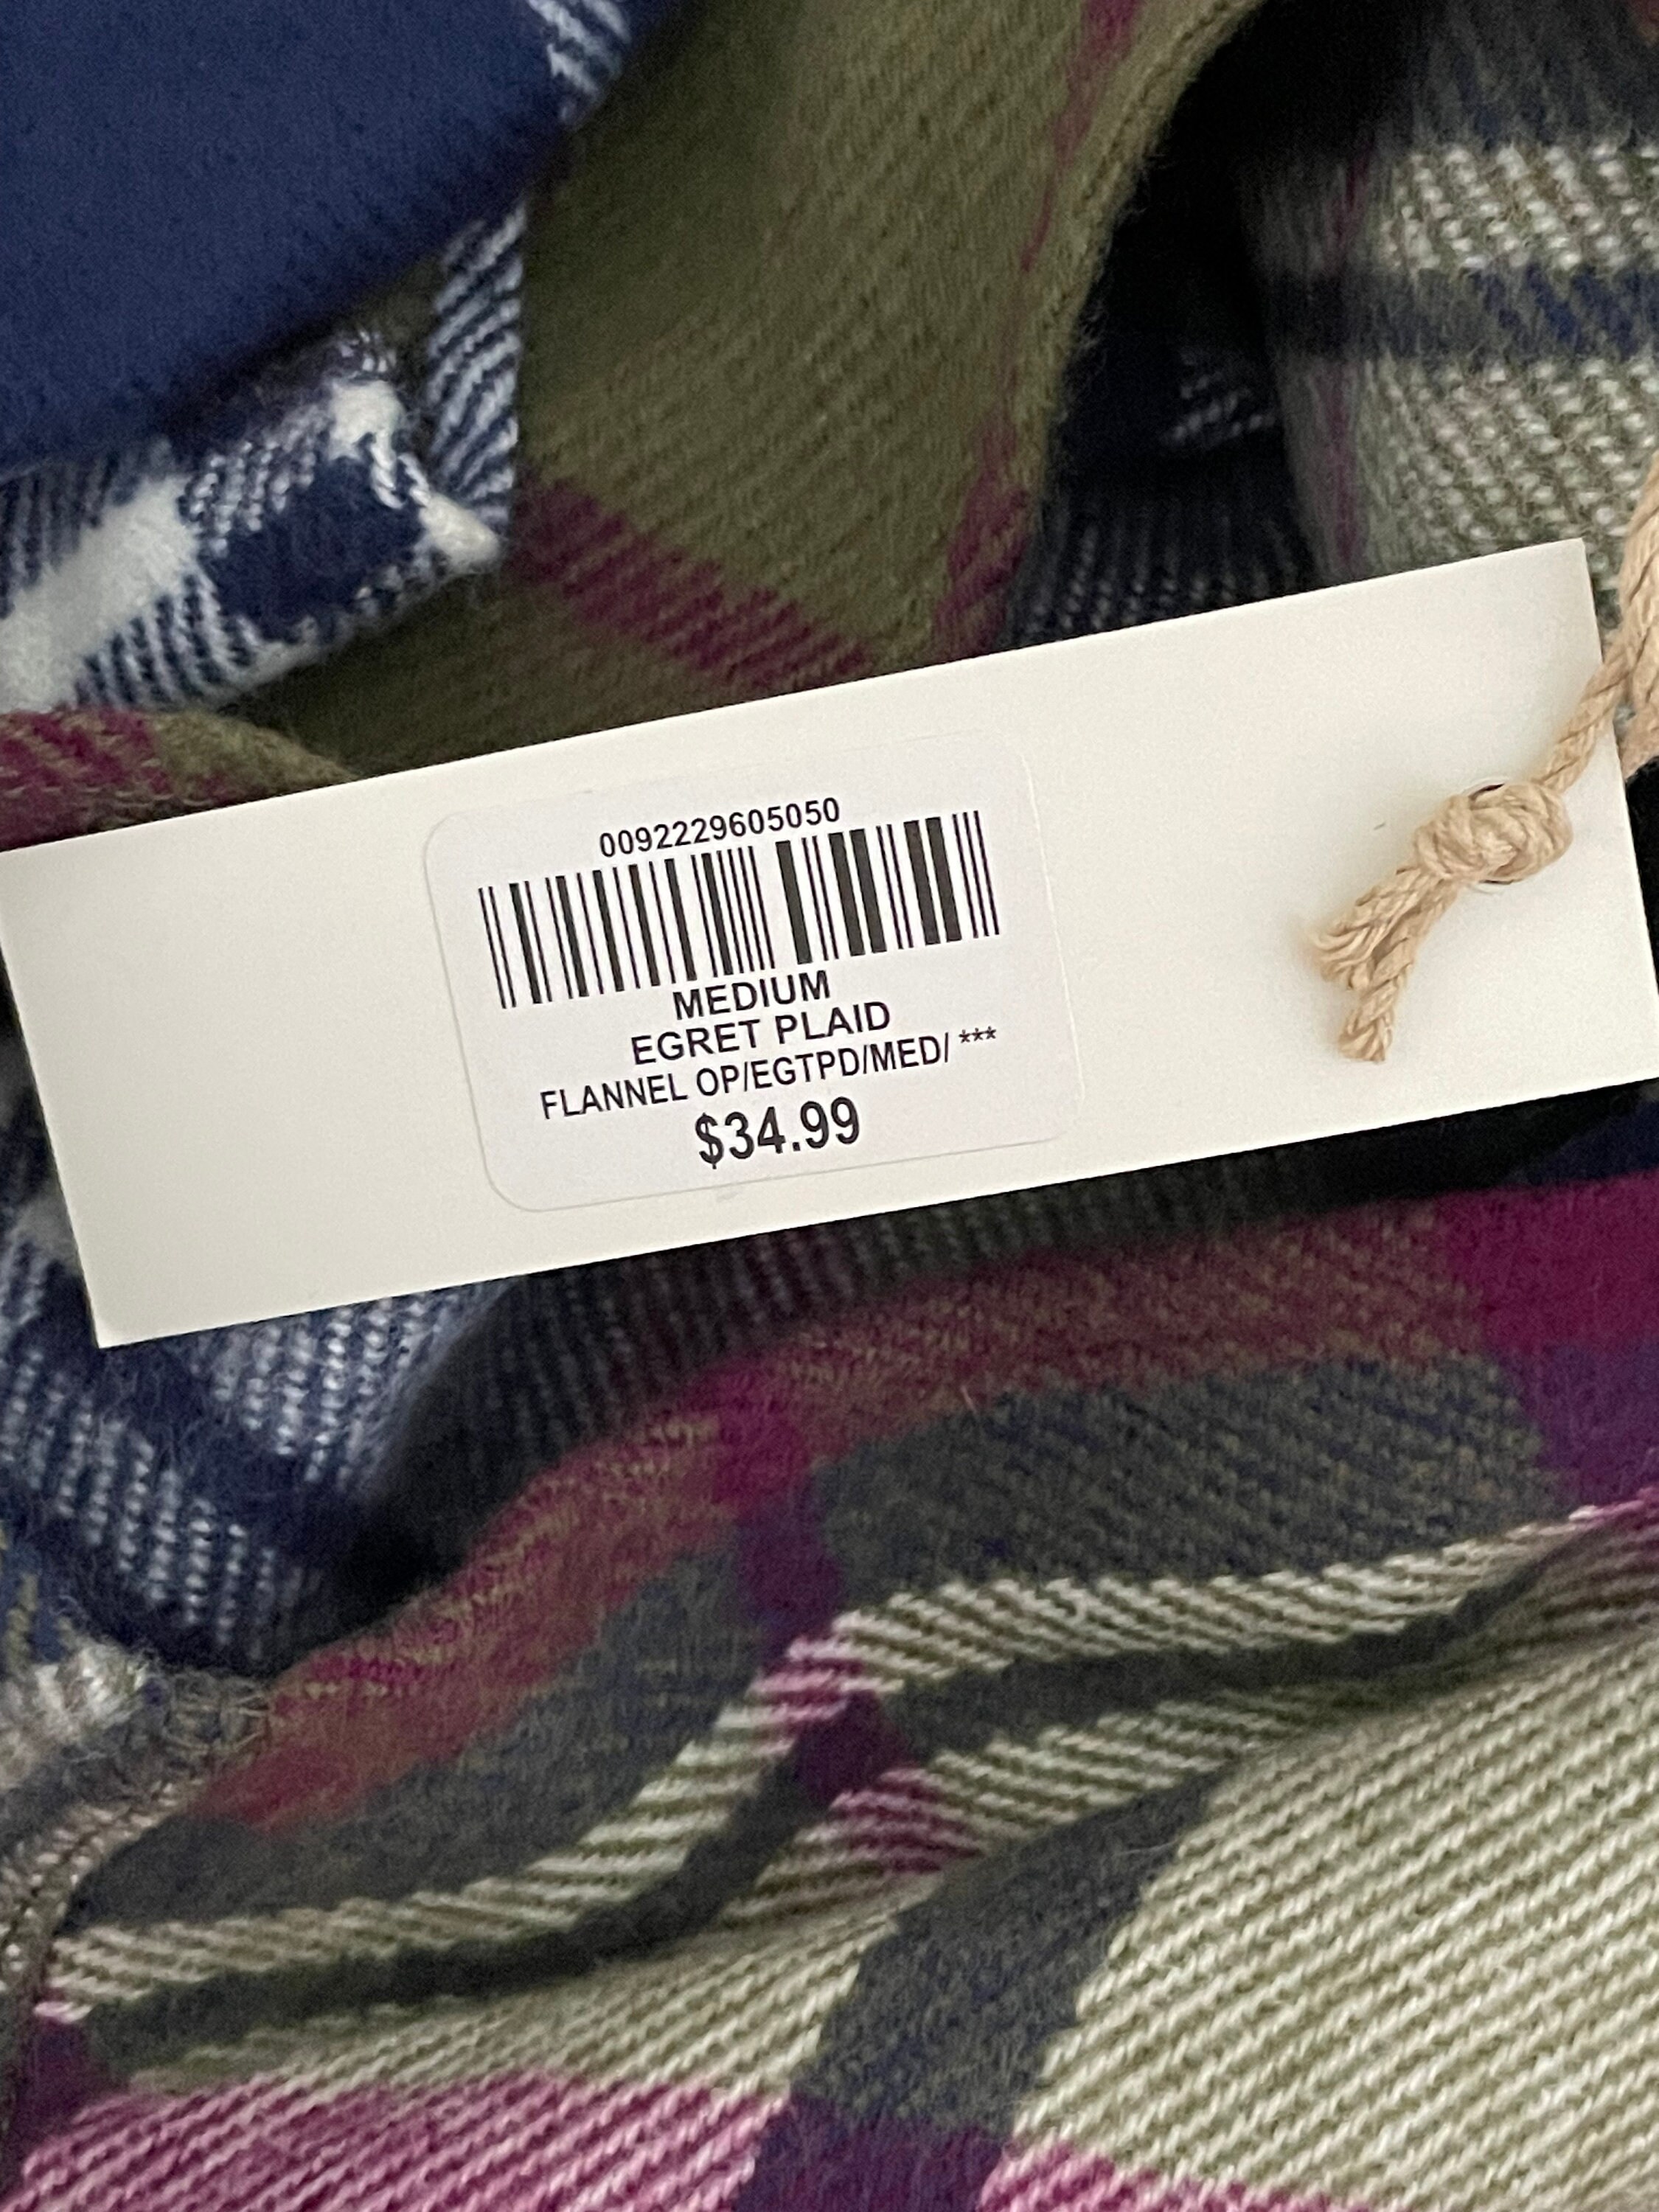 0092229605050
MEDIUM
EGRET PLAID
FLANNEL OP/EGTPD/MED/ ***
$34.99